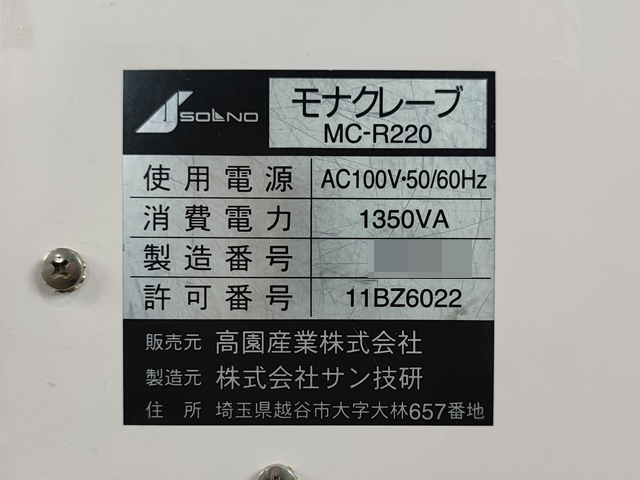 SOLNO
モナクレーブ
MC-R220
使用電源 AC100V·50/60Hz
消費電力 1350VA
製造番号
許可番号 11BZ6022
販売元 高園産業株式会社
製造元 株式会社サン技研
住所 埼玉県越谷市大字大林657番地